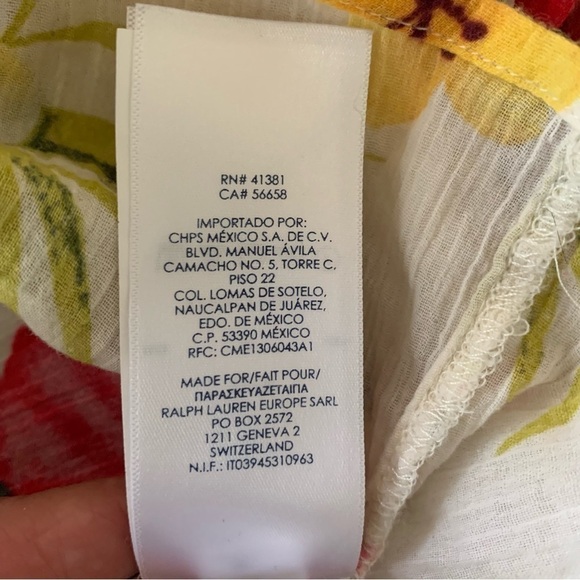 RN# 41381
CA# 56658
IMPORTADO POR:
CHPS MÉXICO S.A. DE C.V.
BLVD. MANUEL ÁVILA
CAMACHO NO. 5, TORRE C,
PISO 22
COL. LOMAS DE SOTELO,
NAUCALPAN DE JUÁREZ,
EDO. DE MÉXICO
C.P. 53390 MÉXICO
RFC: CME1306043A1
MADE FOR/FAIT POUR/
ΠΑΡΑΣΚΕΥΑΖΕΤΑΙΠΑ
RALPH LAUREN EUROPE SARL
PO BOX 2572
1211 GENEVA 2
SWITZERLAND
N.I.F.: IT03945310963